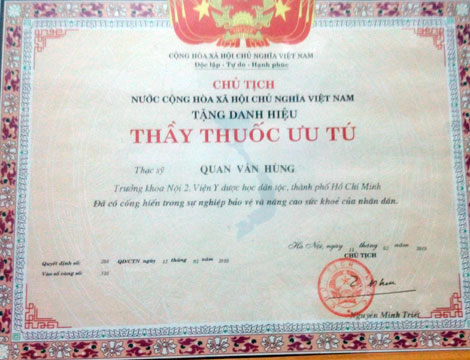 CỘNG HÒA XÃ HỘI CHỦ NGHĨA VIỆT NAM
Độc lập - Tự do - Hạnh phúc
CHỦ TỊCH
NƯỚC CỘNG HÒA XÃ HỘI CHỦ NGHĨA VIỆT NAM
TẶNG DANH HIỆU
THẦY THUỐC ƯU TÚ
Thạc sỹ QUAN VÂN HÙNG
Trưởng khoa Nội 2, Viện Y dược học dân tộc, thành phố Hồ Chí Minh
Đã có cống hiến trong sự nghiệp bảo vệ và nâng cao sức khoẻ của nhân dân.
Hà Nội, ngày tháng năm
CHỦ TỊCH
Quyết định số: QĐ/CTN ngày tháng năm
Vào sổ vàng số:
Nguyễn Minh Triết